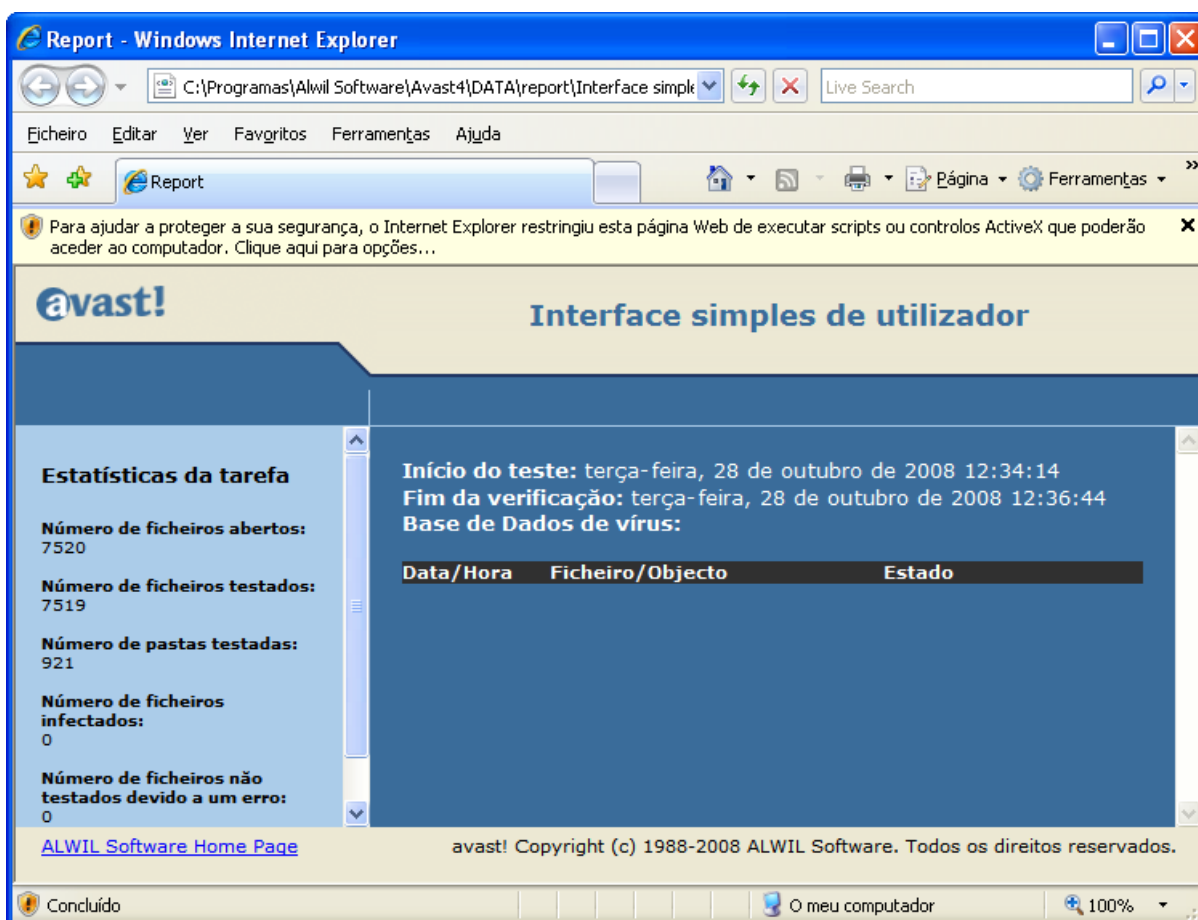 Report - Windows Internet Explorer
C:\Programas\Alwil Software\Avast4\DATA\report\Interface simple
Live Search
Ficheiro Editar Ver Favoritos Ferramentas Ajuda
Report
Página
Ferramentas
»
Para ajudar a proteger a sua segurança, o Internet Explorer restringiu esta página Web de executar scripts ou controlos ActiveX que poderão
aceder ao computador. Clique aqui para opções...
avast!
Interface simples de utilizador
Estatísticas da tarefa
Número de ficheiros abertos:
7520
Número de ficheiros testados:
7519
Número de pastas testadas:
921
Número de ficheiros
infectados:
0
Número de ficheiros não
testados devido a um erro:
0
Início do teste: terça-feira, 28 de outubro de 2008 12:34:14
Fim da verificação: terça-feira, 28 de outubro de 2008 12:36:44
Base de Dados de vírus:
Data/Hora Ficheiro/Objecto Estado
ALWIL Software Home Page
avast! Copyright (c) 1988-2008 ALWIL Software. Todos os direitos reservados.
Concluído
O meu computador
100%